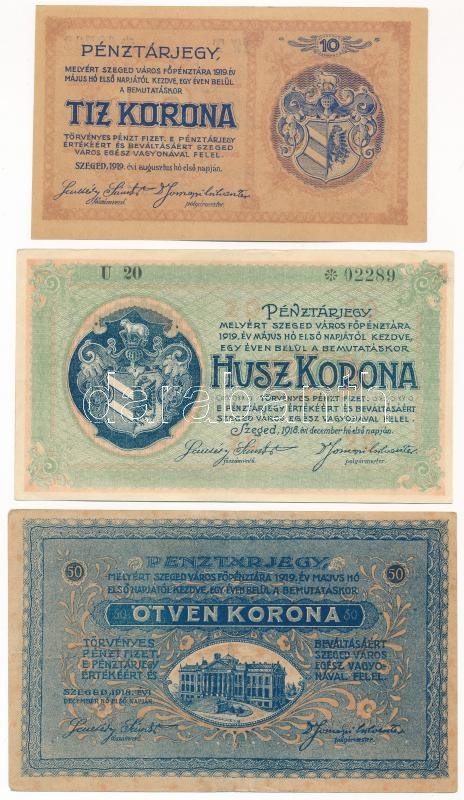 10
PÉNZTÁRJEGY,
MELYÉRT SZEGED VÁROS FŐPÉNZTÁRA 1919. ÉV
MÁJUS HÓ ELSŐ NAPJÁTÓL KEZDVE, EGY ÉVEN BELÜL
A BEMUTATÁSKOR
TIZ KORONA
TÖRVÉNYES PÉNZT FIZET. E PÉNZTÁRJEGY
ÉRTÉKÉÉRT ÉS BEVÁLTÁSÁÉRT SZEGED
VÁROS EGÉSZ VAGYONÁVAL FELEL.
SZEGED, 1919. évi augusztus hó első napján.
főszámvevő.
polgármester.
U 20
02289
PÉNZTÁRJEGY,
MELYÉRT SZEGED VÁROS FŐPÉNZTÁRA
1919. ÉV MÁJUS HÓ ELSŐ NAPJÁTÓL KEZDVE,
EGY ÉVEN BELÜL A BEMUTATÁSKOR
HUSZ KORONA
TÖRVÉNYES PÉNZT FIZET.
E PÉNZTÁRJEGY ÉRTÉKÉÉRT ÉS BEVÁLTÁSÁÉRT
SZEGED VÁROS EGÉSZ VAGYONÁVAL FELEL.
Szeged, 1918. évi december hó első napján.
főszámvevő.
polgármester.
PÉNZTÁRJEGY,
MELYÉRT SZEGED VÁROS FŐPÉNZTÁRA 1919. ÉV MÁJUS HÓ
ELSŐ NAPJÁTÓL KEZDVE, EGY ÉVEN BELÜL A BEMUTATÁSKOR
50
50
50 ÖTVEN KORONA 50
TÖRVÉNYES
PÉNZT FIZET.
E PÉNZTÁRJEGY
ÉRTÉKÉÉRT ÉS
BEVÁLTÁSÁÉRT
SZEGED VÁROS
EGÉSZ VAGYO-
NÁVAL FELEL.
SZEGED, 1918. ÉVI
DECEMBER HÓ ELSŐ NAPJÁN.
főszámvevő.
polgármester.